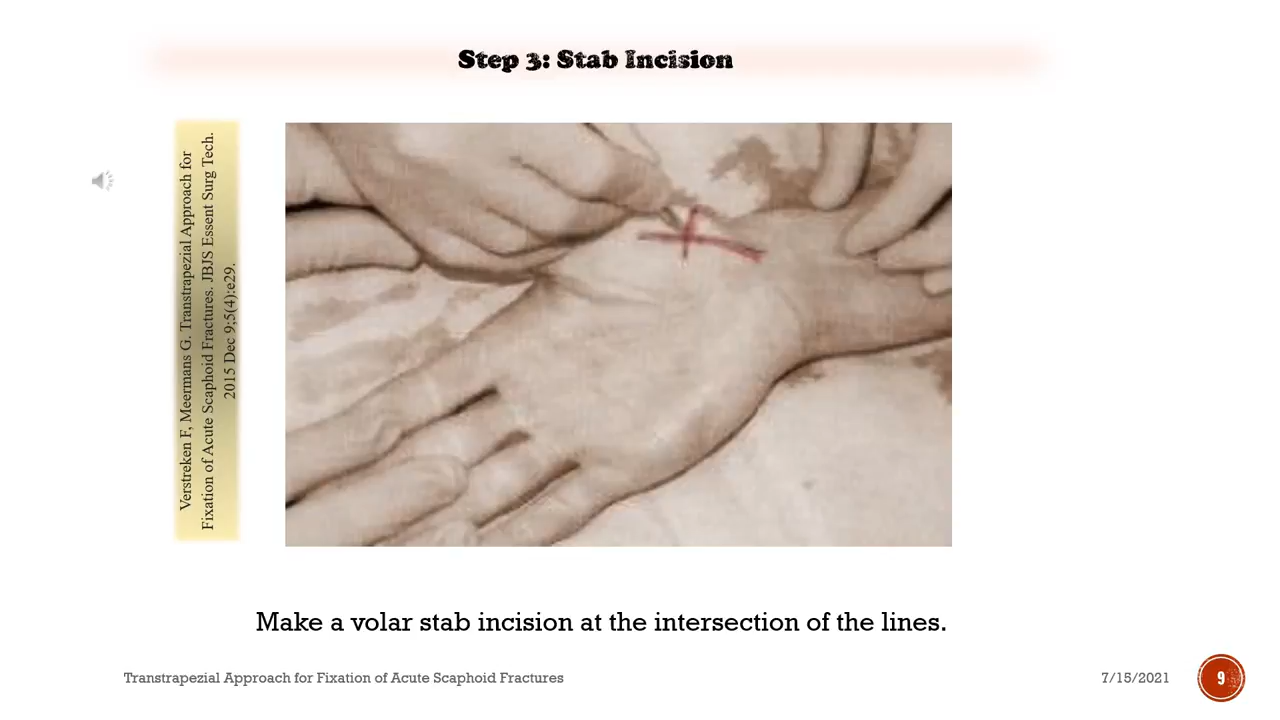 Step 3: Stab Incision
Verstreken F, Meermans G. Transtrapezial Approach for
Fixation of Acute Scaphoid Fractures. JBJS Essent Surg Tech.
2015 Dec 9;5(4):e29.
Make a volar stab incision at the intersection of the lines.
Transtrapezial Approach for Fixation of Acute Scaphoid Fractures
7/15/2021
9